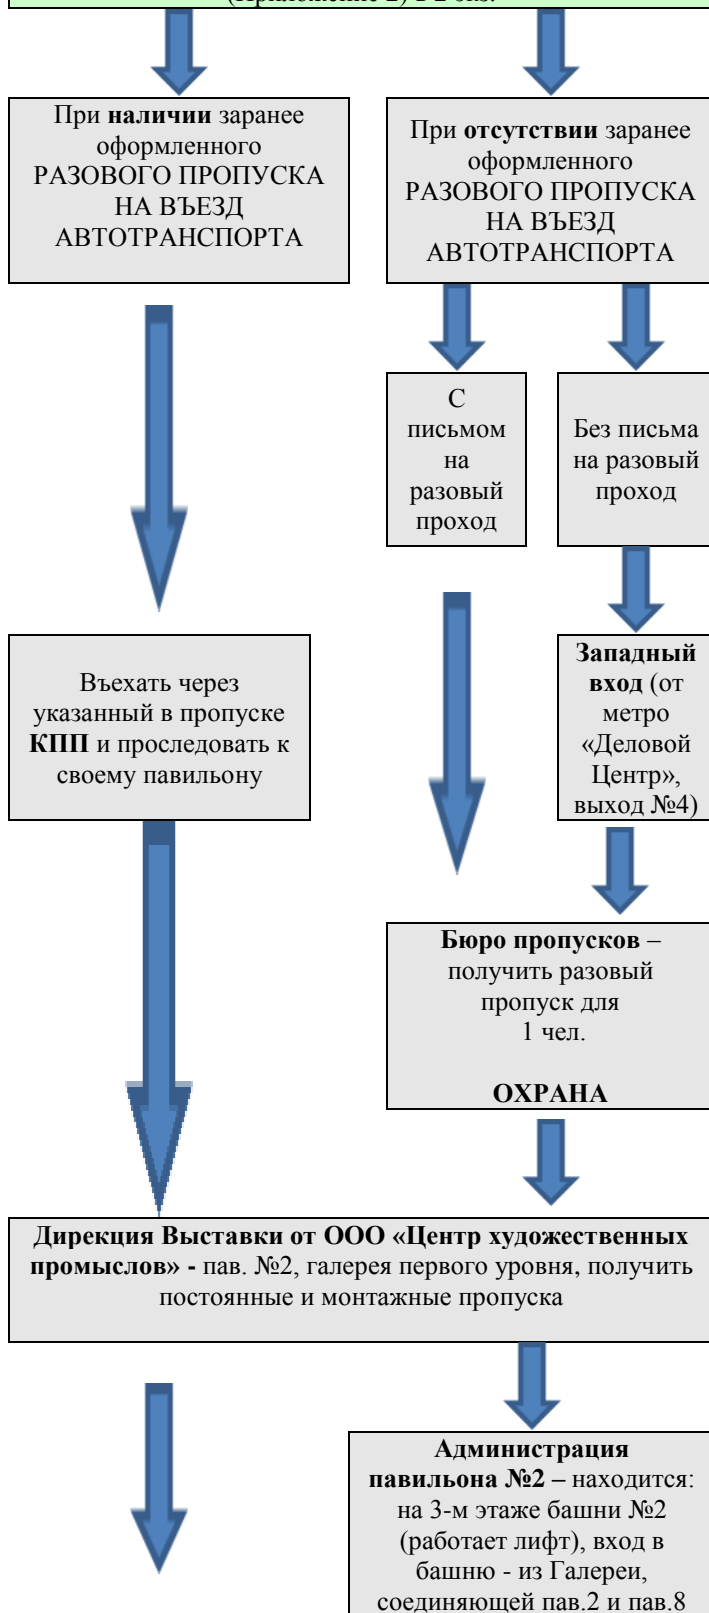 При наличии заранее
оформленного
РАЗОВОГО ПРОПУСКА
НА ВЪЕЗД
АВТОТРАНСПОРТА
При отсутствии заранее
оформленного
РАЗОВОГО ПРОПУСКА
НА ВЪЕЗД
АВТОТРАНСПОРТА
С
письмом
на
разовый
проход
Без письма
на разовый
проход
Въехать через
указанный в пропуске
КПП и проследовать к
своему павильону
Западный
вход (от
метро
«Деловой
Центр»,
выход №4)
Бюро пропусков –
получить разовый
пропуск для
1 чел.
ОХРАНА
Дирекция Выставки от ООО «Центр художественных
промыслов» - пав. №2, галерея первого уровня, получить
постоянные и монтажные пропуска
Администрация
павильона №2 – находится:
на 3-м этаже башни №2
(работает лифт), вход в
башню - из Галереи,
соединяющей пав.2 и пав.8